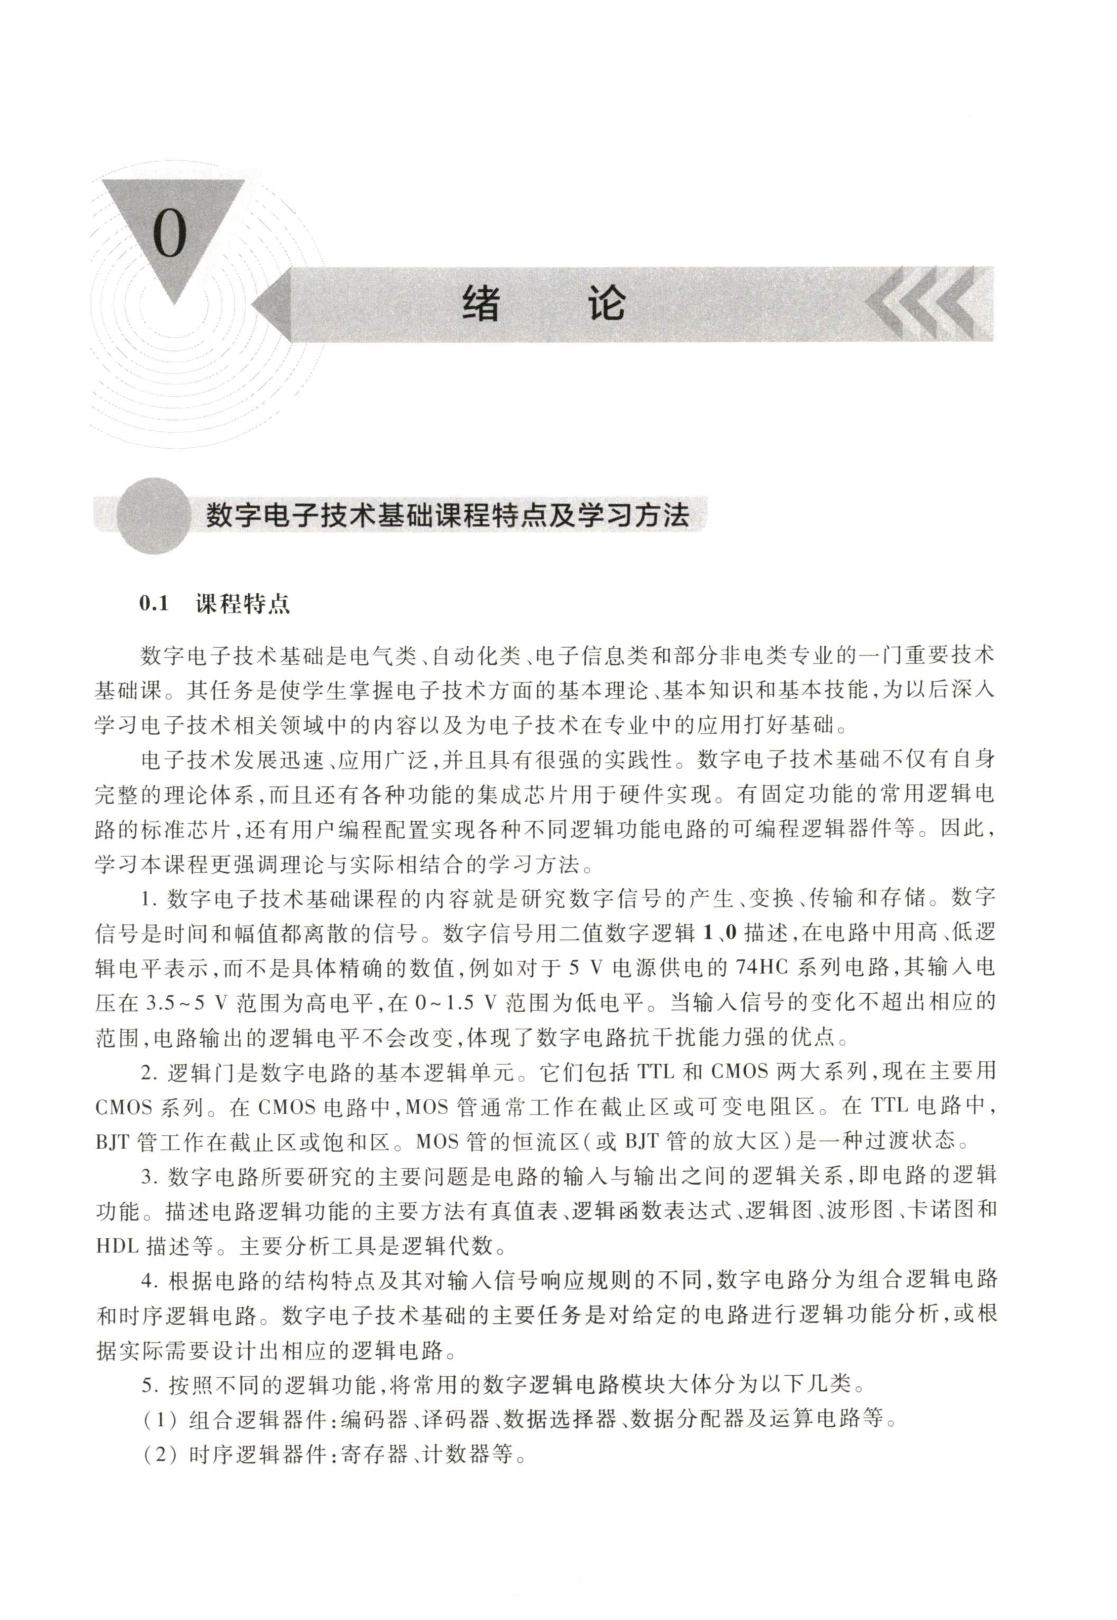 0
绪 论
数字电子技术基础课程特点及学习方法
0.1 课程特点
数字电子技术基础是电气类、自动化类、电子信息类和部分非电类专业的一门重要技术
基础课。其任务是使学生掌握电子技术方面的基本理论、基本知识和基本技能,为以后深入
学习电子技术相关领域中的内容以及为电子技术在专业中的应用打好基础。
电子技术发展迅速、应用广泛,并且具有很强的实践性。数字电子技术基础不仅有自身
完整的理论体系,而且还有各种功能的集成芯片用于硬件实现。有固定功能的常用逻辑电
路的标准芯片,还有用户编程配置实现各种不同逻辑功能电路的可编程逻辑器件等。因此,
学习本课程更强调理论与实际相结合的学习方法。
1. 数字电子技术基础课程的内容就是研究数字信号的产生、变换、传输和存储。数字
信号是时间和幅值都离散的信号。数字信号用二值数字逻辑 1、0 描述,在电路中用高、低逻
辑电平表示,而不是具体精确的数值,例如对于 5 V 电源供电的 74HC 系列电路,其输入电
压在 3.5~5 V 范围为高电平,在 0~1.5 V 范围为低电平。当输入信号的变化不超出相应的
范围,电路输出的逻辑电平不会改变,体现了数字电路抗干扰能力强的优点。
2. 逻辑门是数字电路的基本逻辑单元。它们包括 TTL 和 CMOS 两大系列,现在主要用
CMOS 系列。在 CMOS 电路中,MOS 管通常工作在截止区或可变电阻区。在 TTL 电路中,
BJT 管工作在截止区或饱和区。MOS 管的恒流区(或 BJT 管的放大区)是一种过渡状态。
3. 数字电路所要研究的主要问题是电路的输入与输出之间的逻辑关系,即电路的逻辑
功能。描述电路逻辑功能的主要方法有真值表、逻辑函数表达式、逻辑图、波形图、卡诺图和
HDL 描述等。主要分析工具是逻辑代数。
4. 根据电路的结构特点及其对输入信号响应规则的不同,数字电路分为组合逻辑电路
和时序逻辑电路。数字电子技术基础的主要任务是对给定的电路进行逻辑功能分析,或根
据实际需要设计出相应的逻辑电路。
5. 按照不同的逻辑功能,将常用的数字逻辑电路模块大体分为以下几类。
(1) 组合逻辑器件:编码器、译码器、数据选择器、数据分配器及运算电路等。
(2) 时序逻辑器件:寄存器、计数器等。